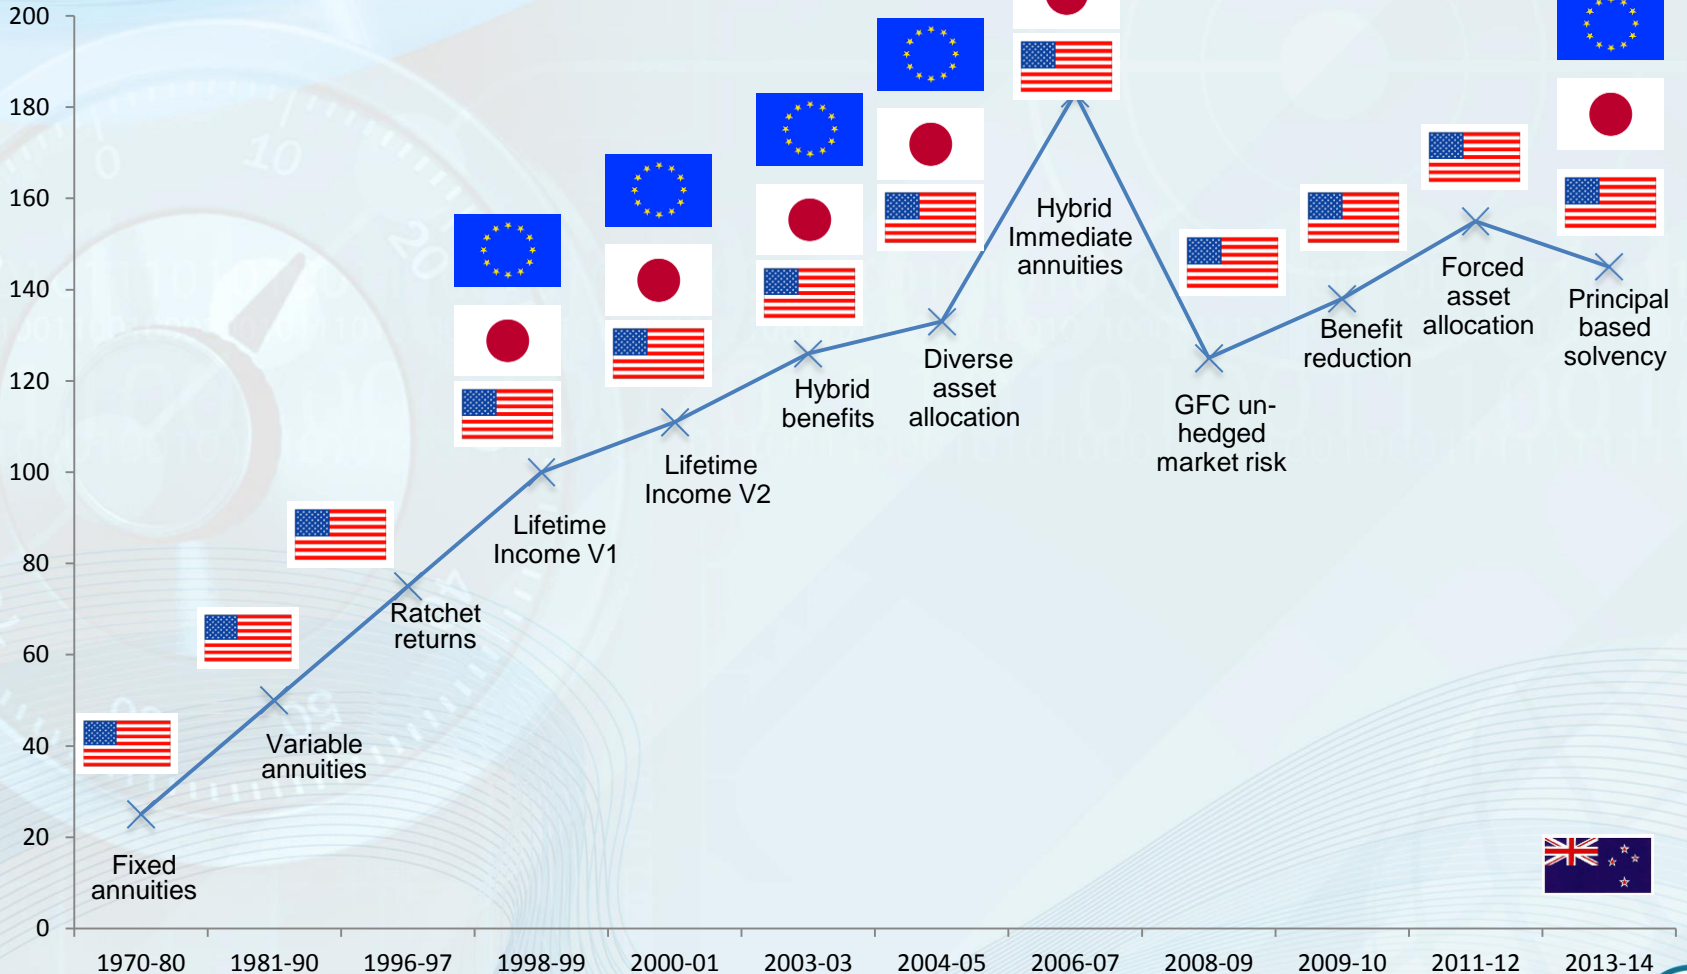 200
180
160
140
120
100
80
60
40
20
0
Fixed
annuities
Variable
annuities
Ratchet
returns
Lifetime
Income V1
Lifetime
Income V2
Hybrid
benefits
Diverse
asset
allocation
Hybrid
Immediate
annuities
GFC un-
hedged
market risk
Benefit
reduction
Forced
asset
allocation
Principal
based
solvency
1970-80
1981-90
1996-97
1998-99
2000-01
2003-03
2004-05
2006-07
2008-09
2009-10
2011-12
2013-14
0
10
20